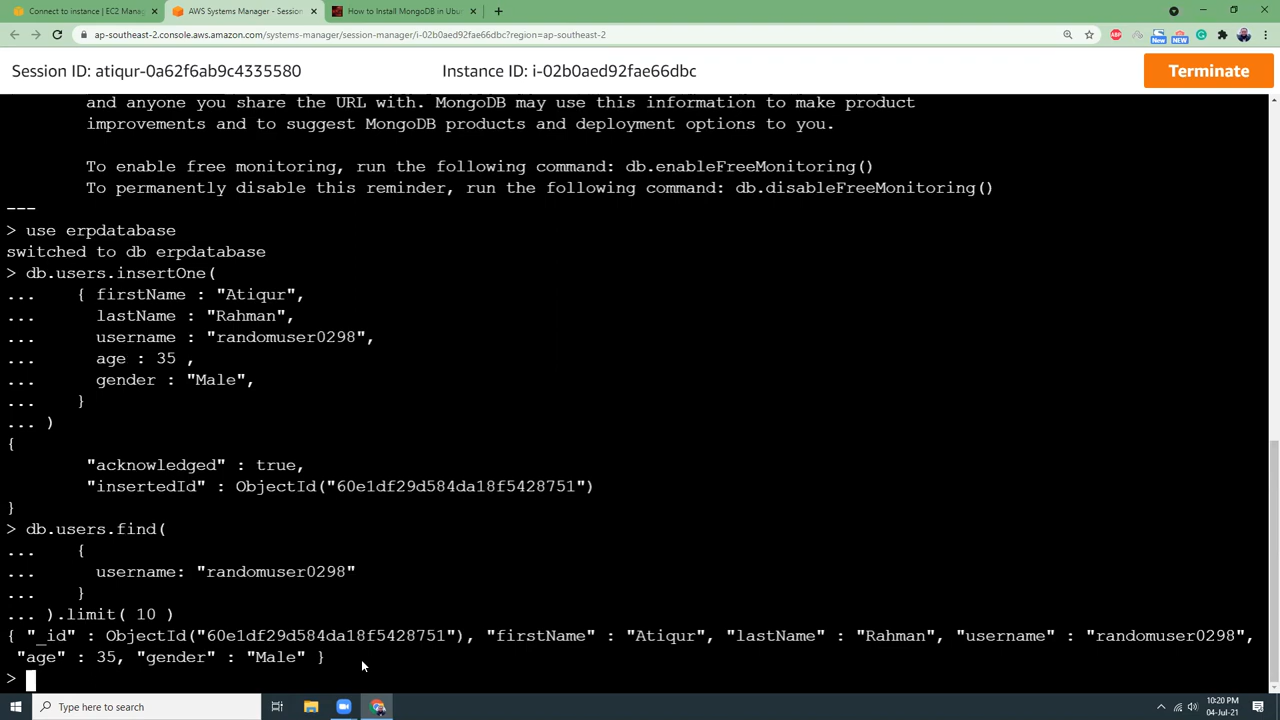 Connect to instance | EC2 Manag
AWS Systems Manager - Session
How to Install MongoDB in Ubun
ap-southeast-2.console.aws.amazon.com/systems-manager/session-manager/i-02b0aed92fae66dbc?region=ap-southeast-2
Session ID: atiqur-0a62f6ab9c4335580
Instance ID: i-02b0aed92fae66dbc
Terminate
and anyone you share the URL with. MongoDB may use this information to make product
improvements and to suggest MongoDB products and deployment options to you.
To enable free monitoring, run the following command: db.enableFreeMonitoring()
To permanently disable this reminder, run the following command: db.disableFreeMonitoring()
---
> use erpdatabase
switched to db erpdatabase
> db.users.insertOne(
... { firstName : "Atiqur",
... lastName : "Rahman",
... username : "randomuser0298",
... age : 35 ,
... gender : "Male",
... }
... )
{
"acknowledged" : true,
"insertedId" : ObjectId("60e1df29d584da18f5428751")
}
> db.users.find(
... {
... username: "randomuser0298"
... }
... ).limit( 10 )
{ "_id" : ObjectId("60e1df29d584da18f5428751"), "firstName" : "Atiqur", "lastName" : "Rahman", "username" : "randomuser0298",
"age" : 35, "gender" : "Male" }
>
Type here to search
10:20 PM
04-Jul-21